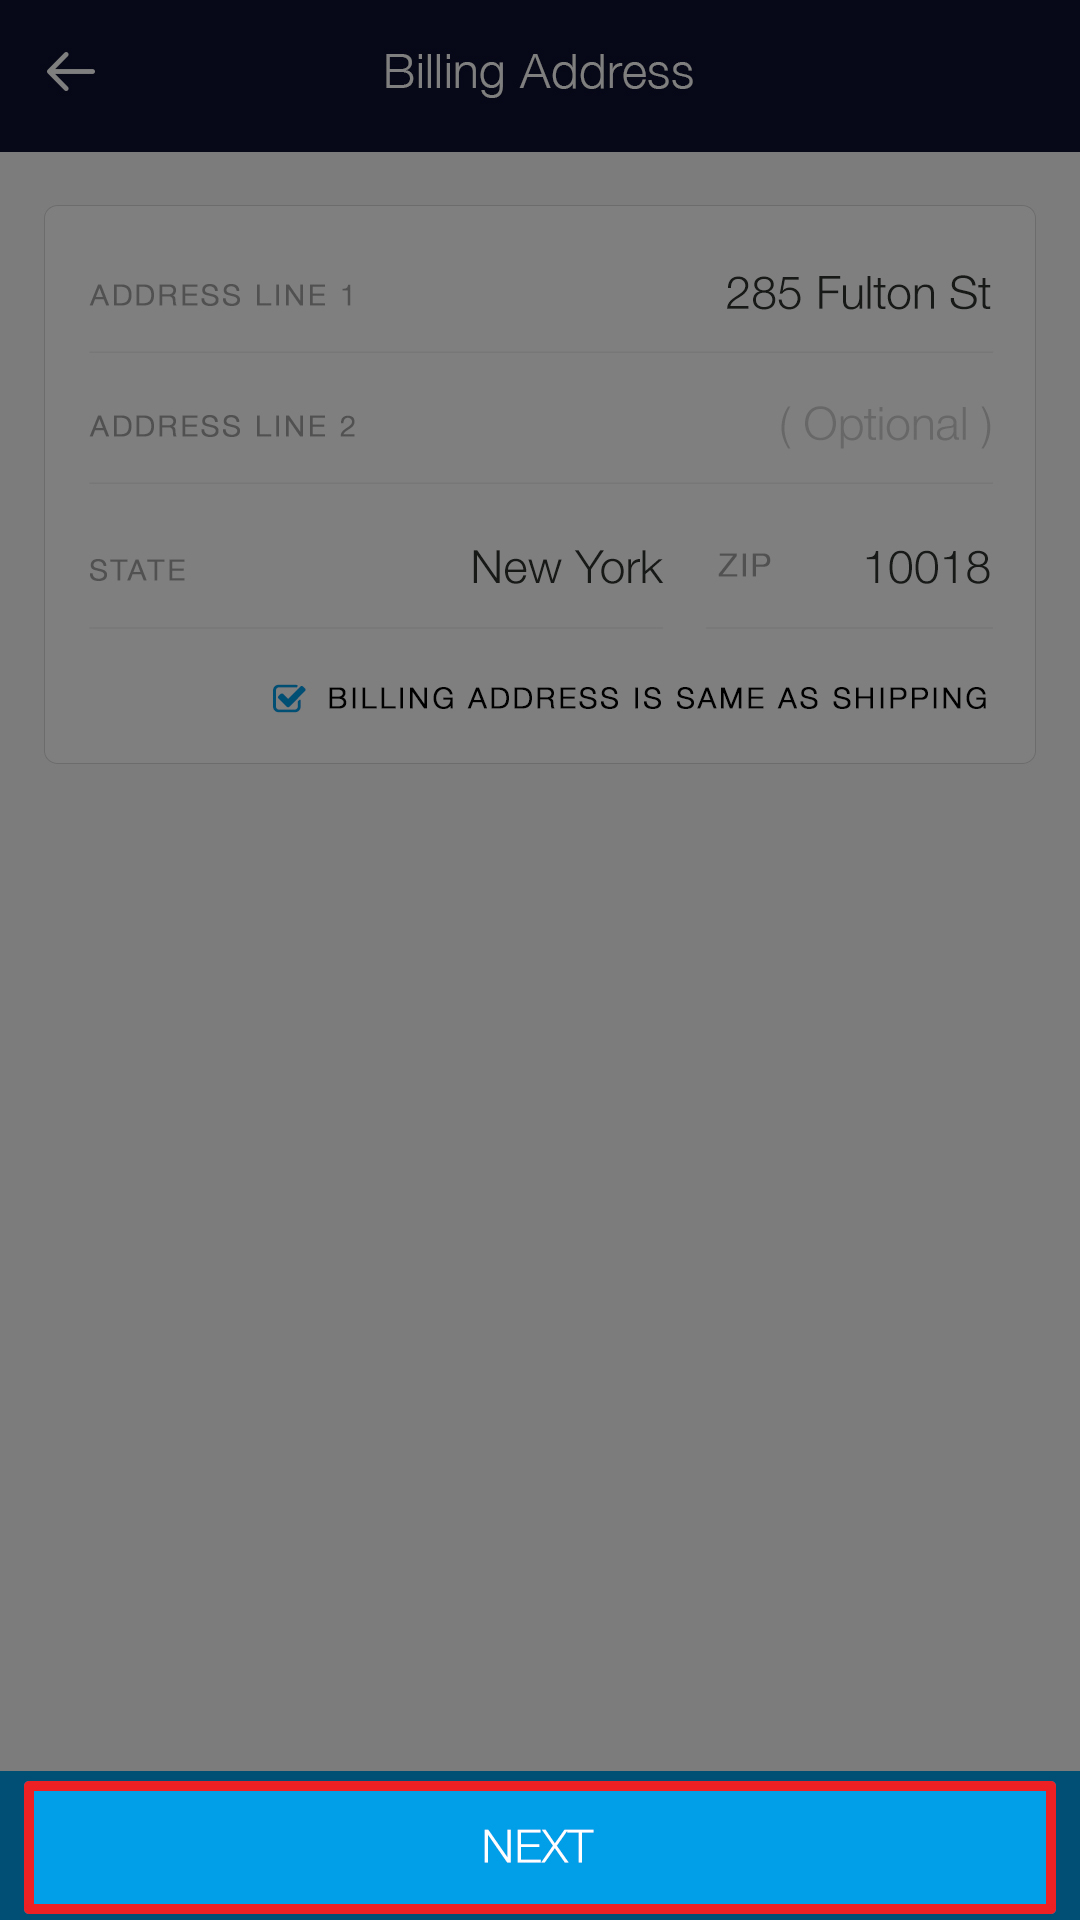 Billing Address
ADDRESS LINE 1 285 Fulton St
ADDRESS LINE 2 ( Optional )
STATE New York ZIP 10018
BILLING ADDRESS IS SAME AS SHIPPING
NEXT